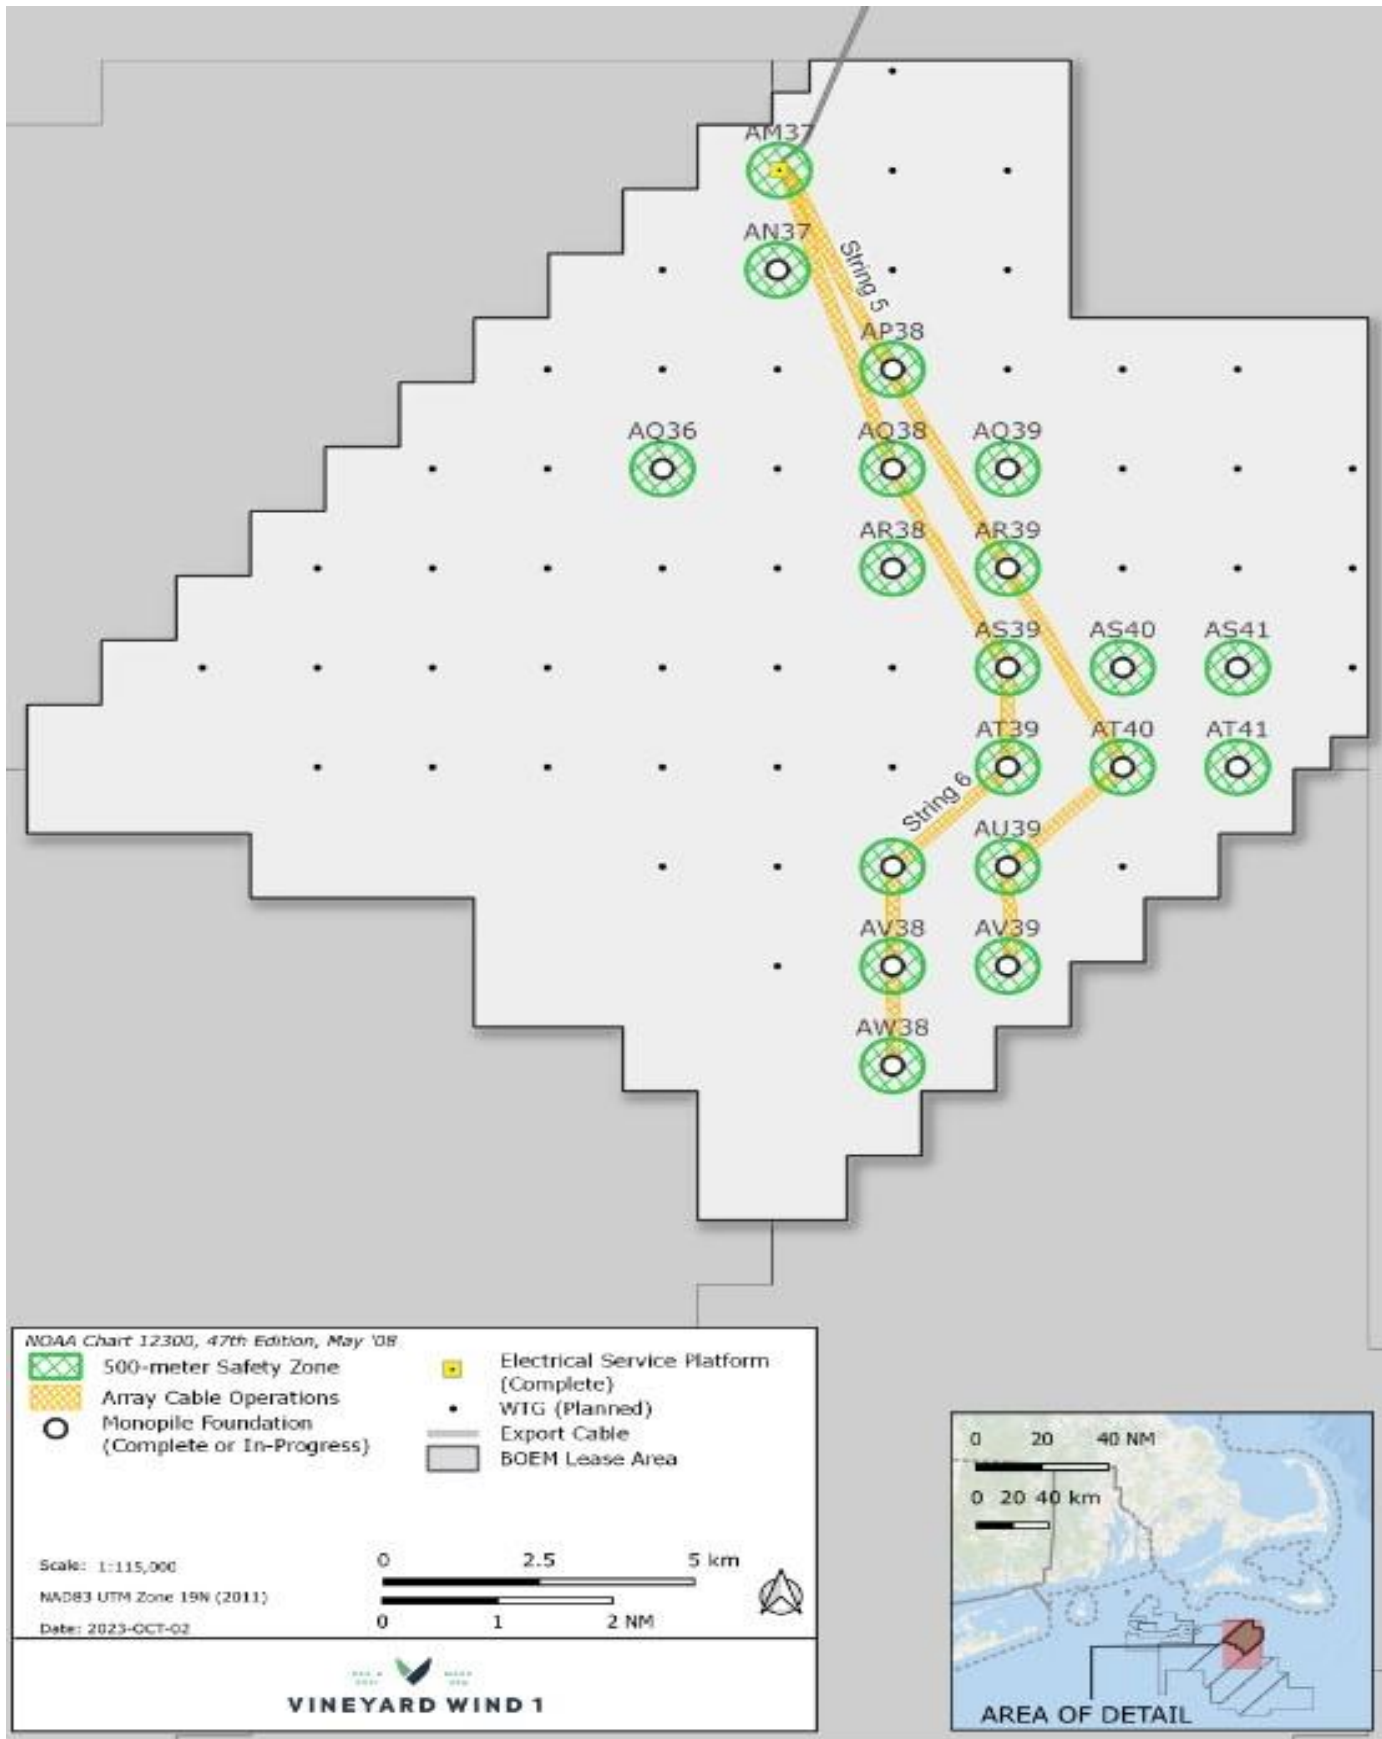 AM37
AN37
String 5
AP38
AQ36
AQ38
AQ39
AR38
AR39
AS39
AS40
AS41
AT39
AT40
AT41
String 6
AU39
AV38
AV39
AW38
NOAA Chart 12300, 47th Edition, May '08
500-meter Safety Zone
Array Cable Operations
Monopile Foundation
(Complete or In-Progress)
Electrical Service Platform
(Complete)
WTG (Planned)
Export Cable
BOEM Lease Area
Scale: 1:115,000
NAD83 UTM Zone 19N (2011)
Date: 2023-OCT-02
0 2.5 5 km
0 1 2 NM
VINEYARD WIND 1
0 20 40 NM
0 20 40 km
AREA OF DETAIL